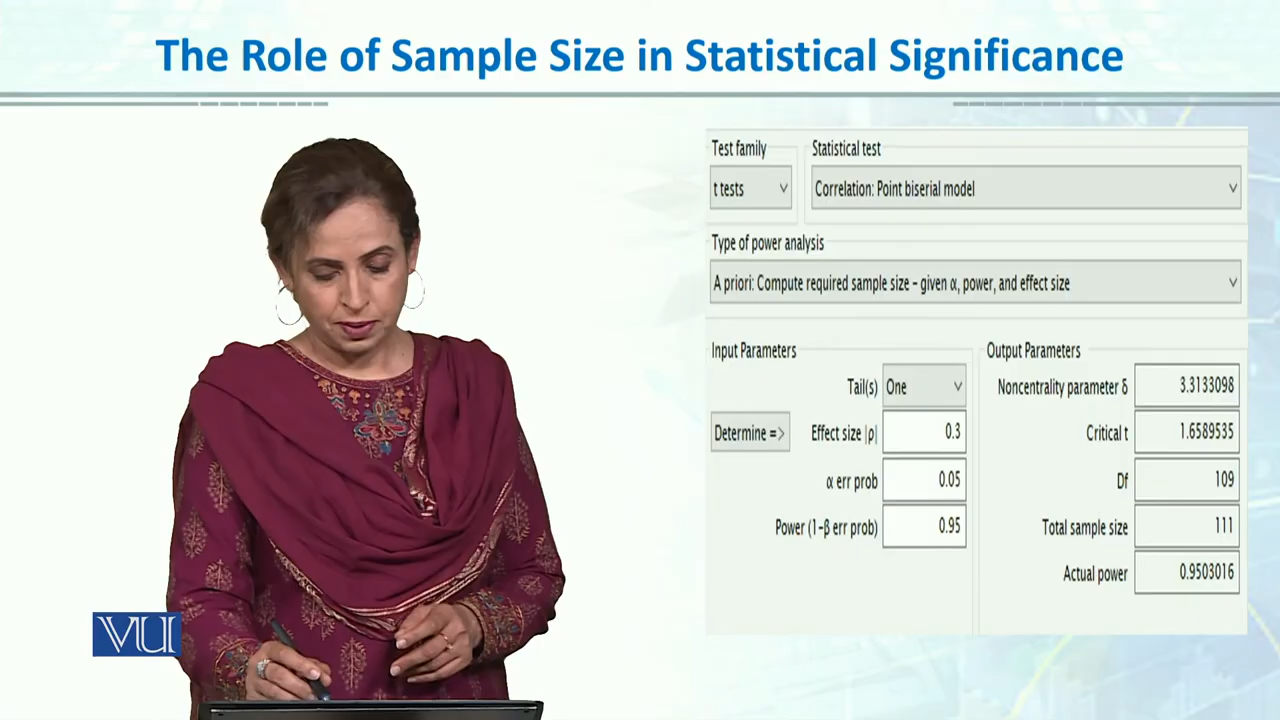 The Role of Sample Size in Statistical Significance
Test family
Statistical test
t tests
Correlation: Point biserial model
Type of power analysis
A priori: Compute required sample size – given α, power, and effect size
Input Parameters
Output Parameters
Tail(s) One
Noncentrality parameter δ 3.3133098
Determine => Effect size |ρ| 0.3
Critical t 1.6589535
α err prob 0.05
Df 109
Power (1–β err prob) 0.95
Total sample size 111
Actual power 0.9503016
VU